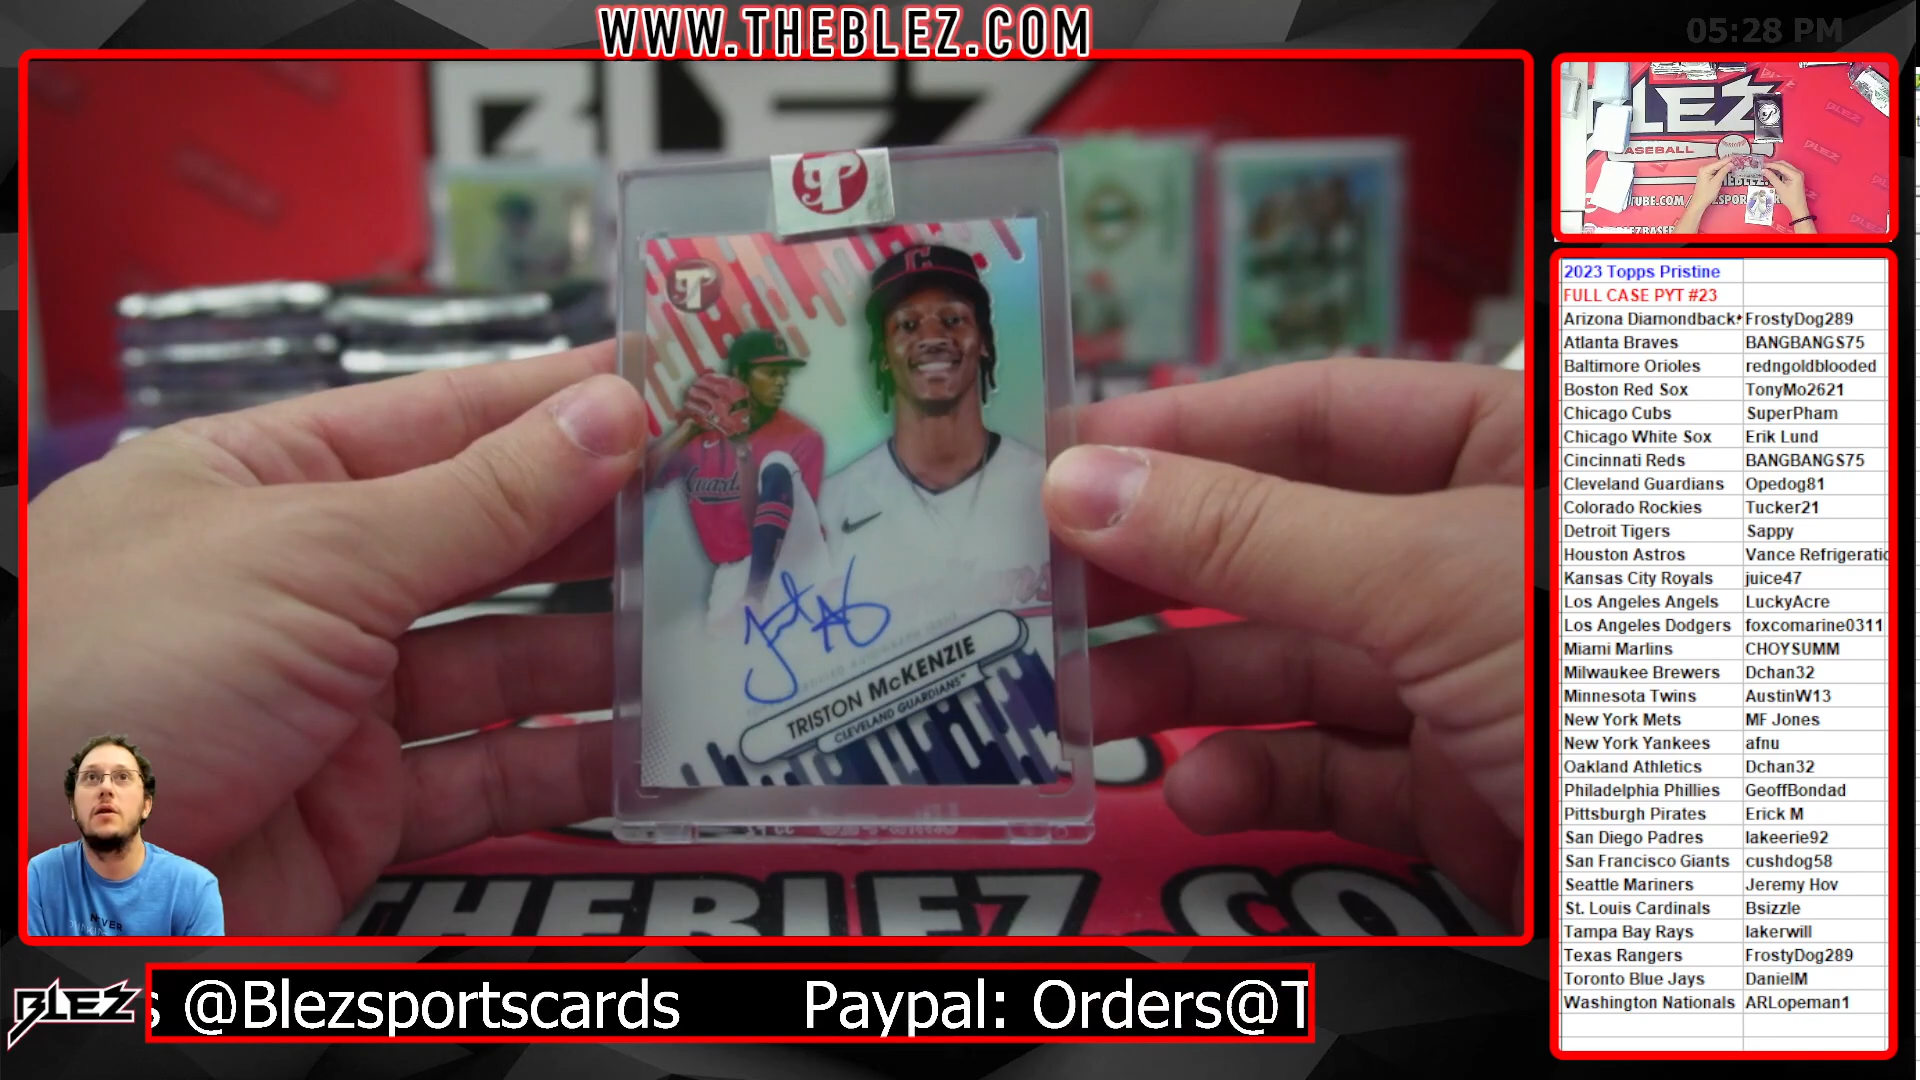 WWW.THEBLEZ.COM
05:28 PM
BLEZ
BASEBALL
C
TRISTON McKENZIE
CLEVELAND GUARDIANS™
THEBLEZ.CO
2023 Topps Pristine
FULL CASE PYT #23
Arizona Diamondback FrostyDog289
Atlanta Braves BANGBANGS75
Baltimore Orioles redngoldblooded
Boston Red Sox TonyMo2621
Chicago Cubs SuperPham
Chicago White Sox Erik Lund
Cincinnati Reds BANGBANGS75
Cleveland Guardians Opedog81
Colorado Rockies Tucker21
Detroit Tigers Sappy
Houston Astros Vance Refrigeratio
Kansas City Royals juice47
Los Angeles Angels LuckyAcre
Los Angeles Dodgers foxcomarine0311
Miami Marlins CHOYSUMM
Milwaukee Brewers Dchan32
Minnesota Twins AustinW13
New York Mets MF Jones
New York Yankees afnu
Oakland Athletics Dchan32
Philadelphia Phillies GeoffBondad
Pittsburgh Pirates Erick M
San Diego Padres lakeerie92
San Francisco Giants cushdog58
Seattle Mariners Jeremy Hov
St. Louis Cardinals Bsizzle
Tampa Bay Rays lakerwill
Texas Rangers FrostyDog289
Toronto Blue Jays DanielM
Washington Nationals ARLopeman1
BLEZ
s @Blezsportscards Paypal: Orders@T